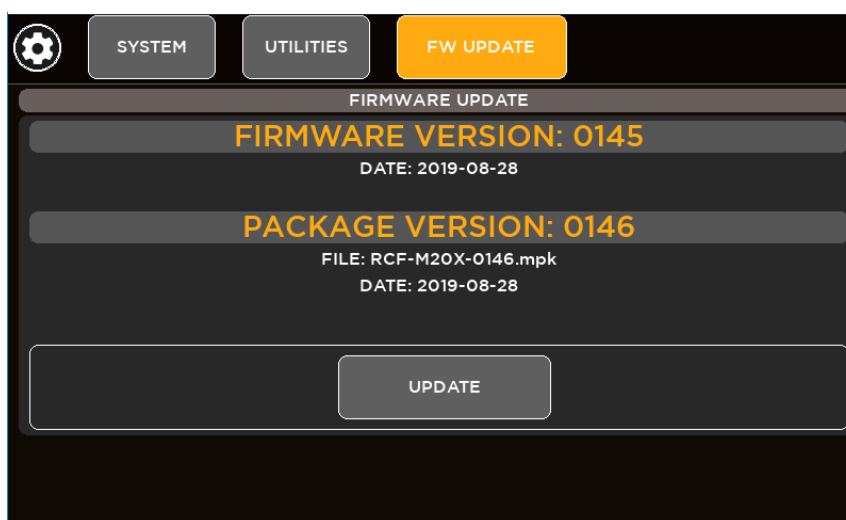 SYSTEM UTILITIES FW UPDATE
FIRMWARE UPDATE
FIRMWARE VERSION: 0145
DATE: 2019-08-28
PACKAGE VERSION: 0146
FILE: RCF-M20X-0146.mpk
DATE: 2019-08-28
UPDATE